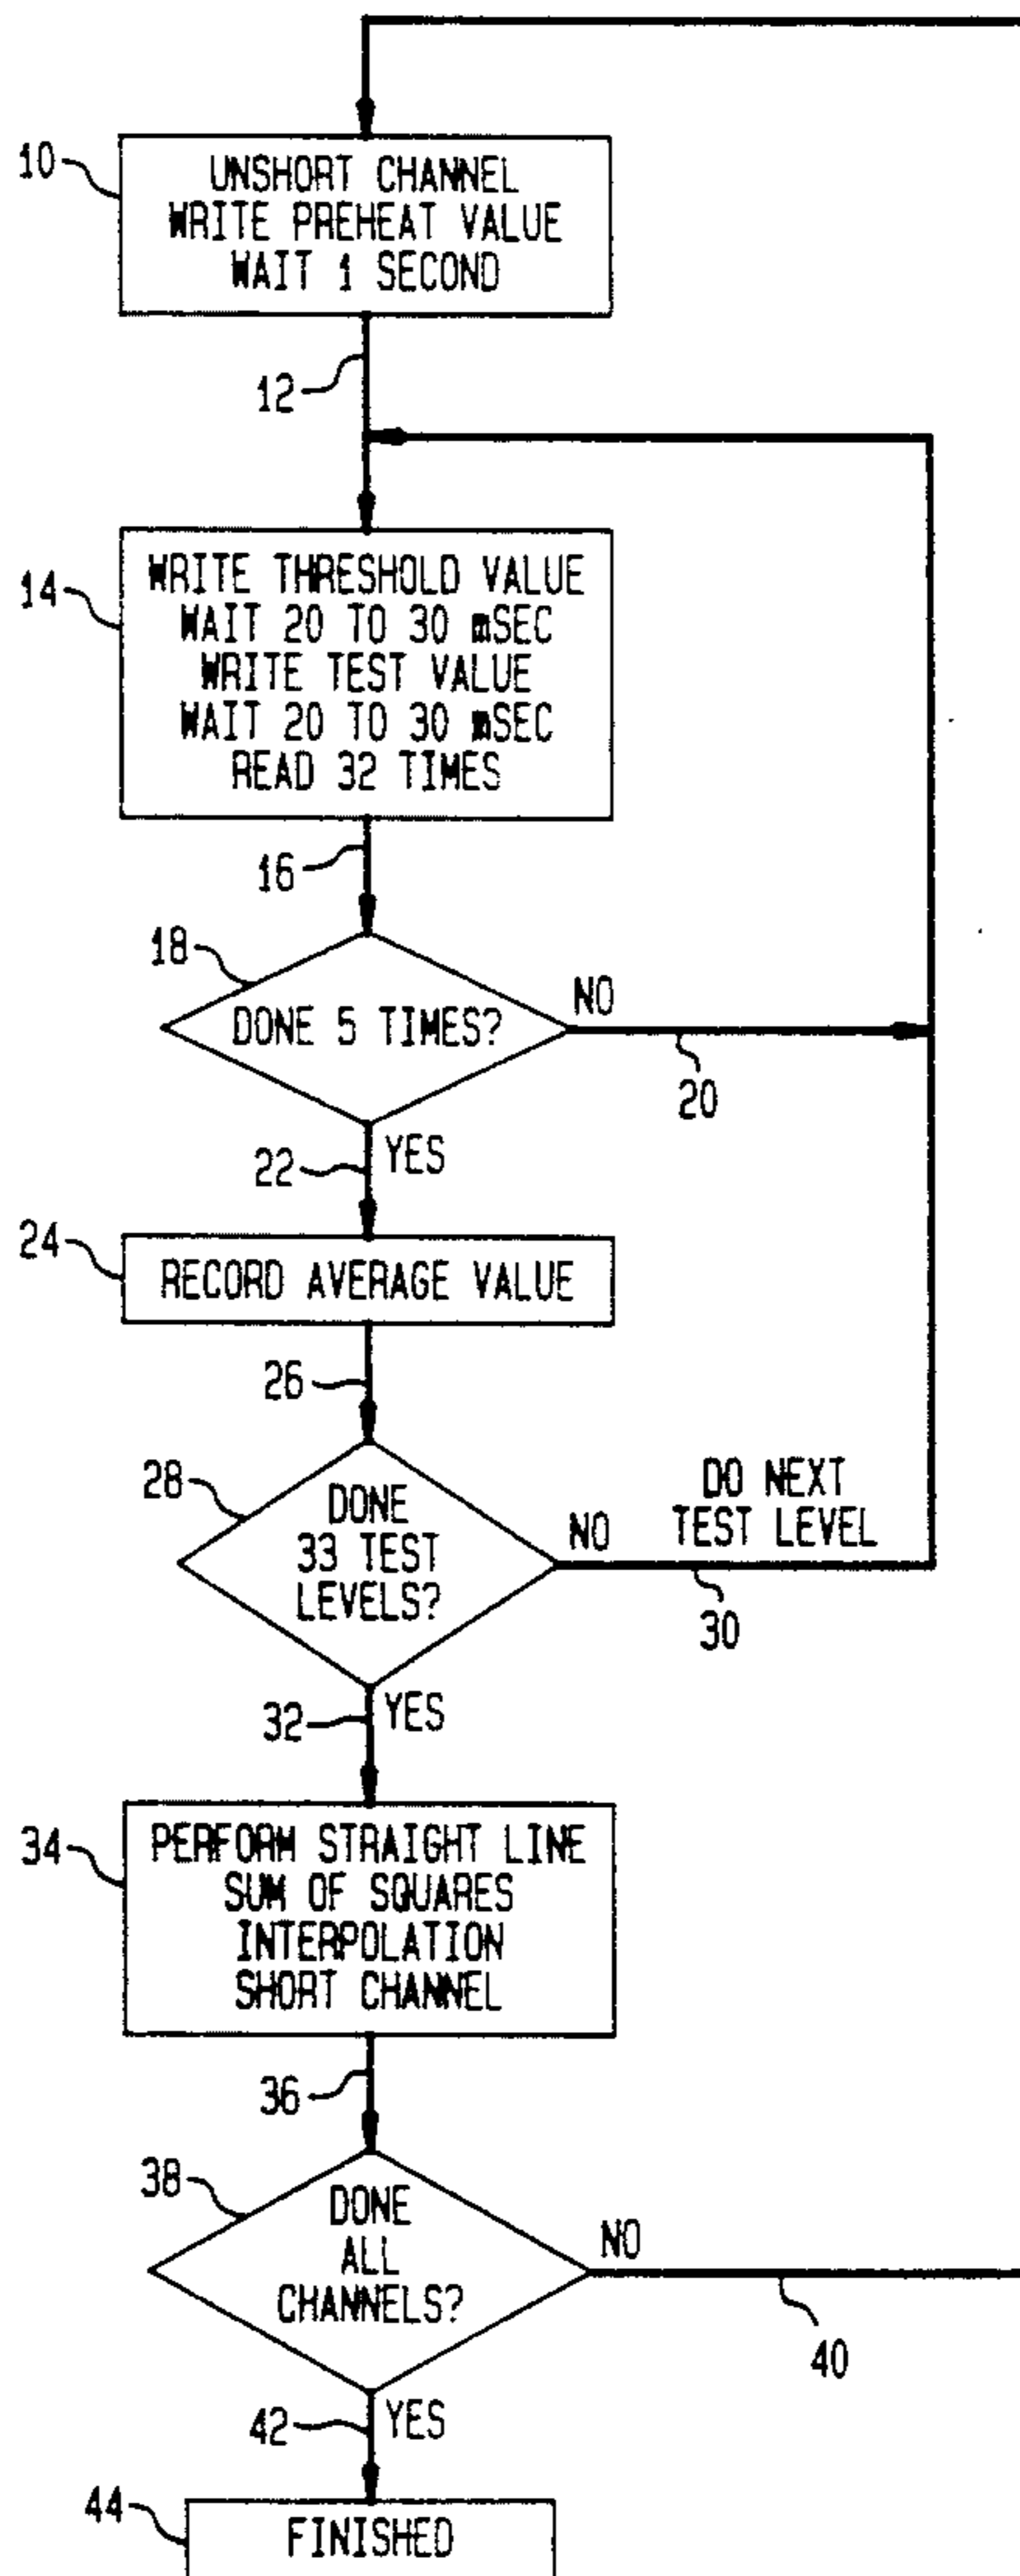 10
UNSHORT CHANNEL
WRITE PREHEAT VALUE
WAIT 1 SECOND
12
14
WRITE THRESHOLD VALUE
WAIT 20 TO 30 mSEC
WRITE TEST VALUE
WAIT 20 TO 30 mSEC
READ 32 TIMES
16
18
DONE 5 TIMES?
NO
20
22
YES
24
RECORD AVERAGE VALUE
26
28
DONE
33 TEST
LEVELS?
NO
DO NEXT
TEST LEVEL
30
32
YES
34
PERFORM STRAIGHT LINE
SUM OF SQUARES
INTERPOLATION
SHORT CHANNEL
36
38
DONE
ALL
CHANNELS?
NO
40
42
YES
44
FINISHED